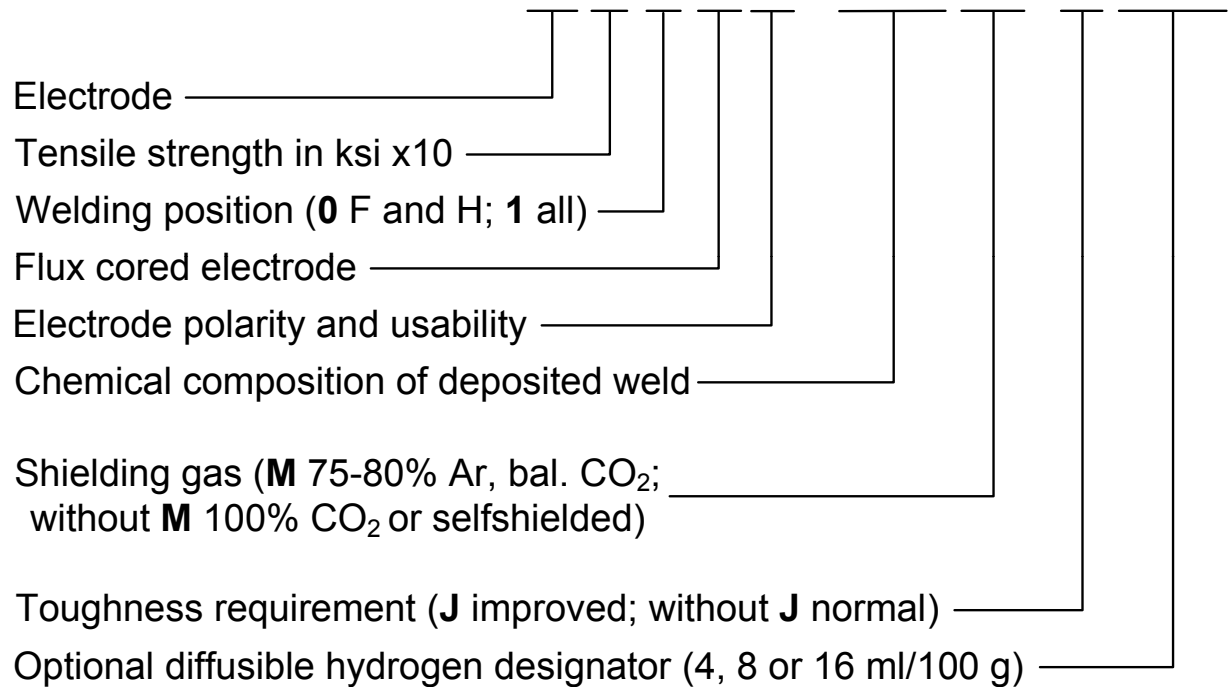 Electrode
Tensile strength in ksi x10
Welding position (0 F and H; 1 all)
Flux cored electrode
Electrode polarity and usability
Chemical composition of deposited weld
Shielding gas (M 75-80% Ar, bal. CO₂;
without M 100% CO₂ or selfshielded)
Toughness requirement (J improved; without J normal)
Optional diffusible hydrogen designator (4, 8 or 16 ml/100 g)